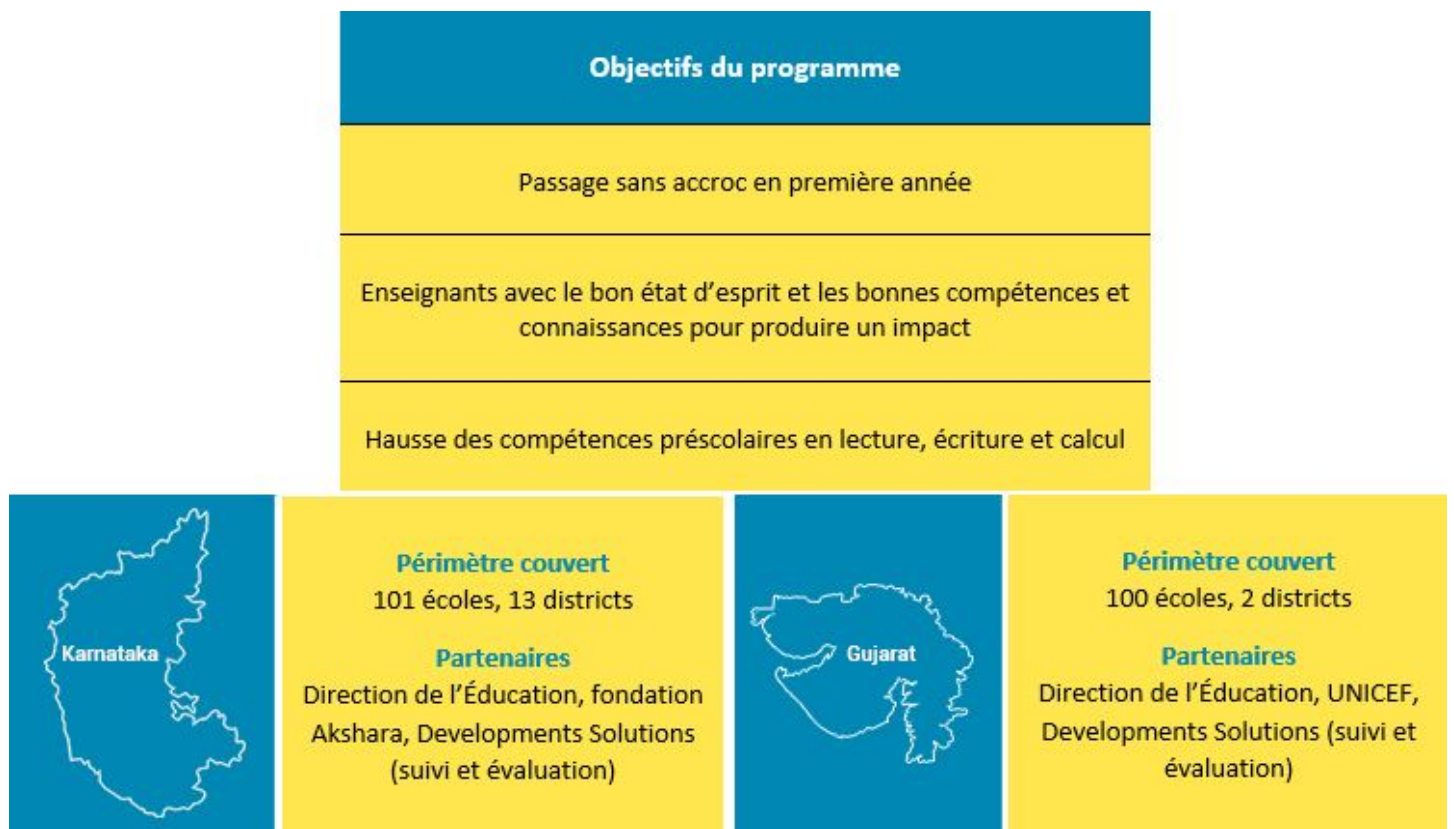 Objectifs du programme
Passage sans accroc en première année
Enseignants avec le bon état d’esprit et les bonnes compétences et
connaissances pour produire un impact
Hausse des compétences préscolaires en lecture, écriture et calcul
Karnataka
Périmètre couvert
101 écoles, 13 districts
Partenaires
Direction de l’Éducation, fondation
Akshara, Developments Solutions
(suivi et évaluation)
Gujarat
Périmètre couvert
100 écoles, 2 districts
Partenaires
Direction de l’Éducation, UNICEF,
Developments Solutions (suivi et
évaluation)